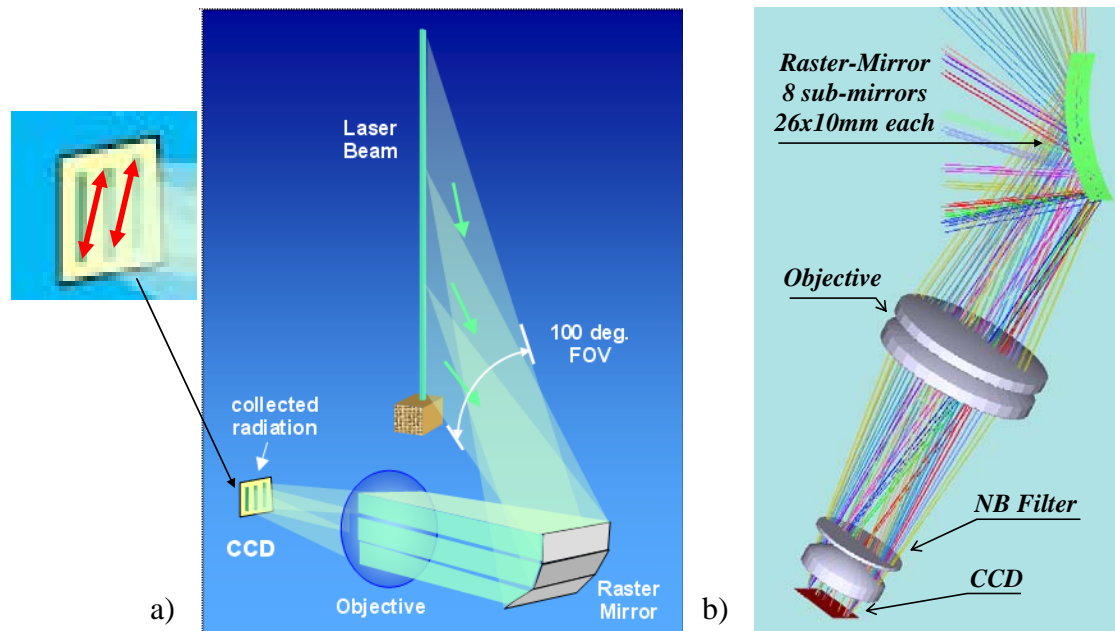 Laser
Beam
100 deg.
FOV
collected
radiation
CCD
Objective
Raster
Mirror
a)
Raster-Mirror
8 sub-mirrors
26x10mm each
Objective
NB Filter
CCD
b)